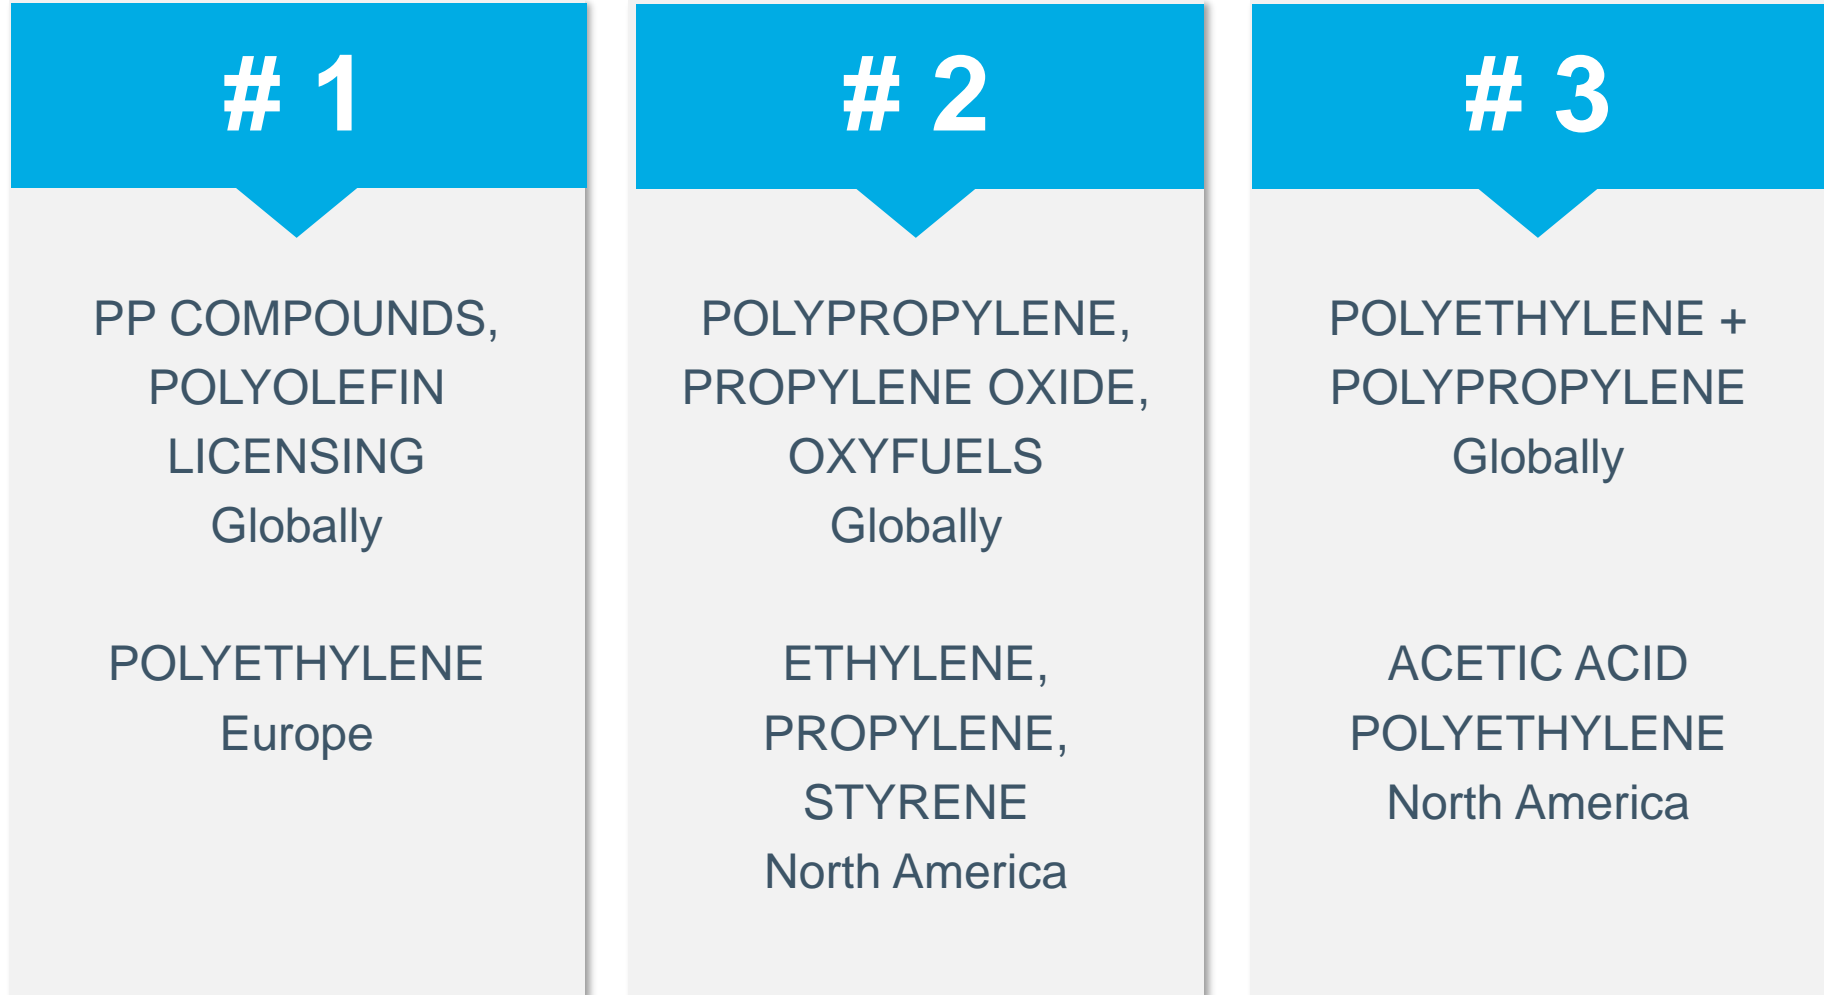 # 1
PP COMPOUNDS,
POLYOLEFIN
LICENSING
Globally
POLYETHYLENE
Europe
# 2
POLYPROPYLENE,
PROPYLENE OXIDE,
OXYFUELS
Globally
ETHYLENE,
PROPYLENE,
STYRENE
North America
# 3
POLYETHYLENE +
POLYPROPYLENE
Globally
ACETIC ACID
POLYETHYLENE
North America